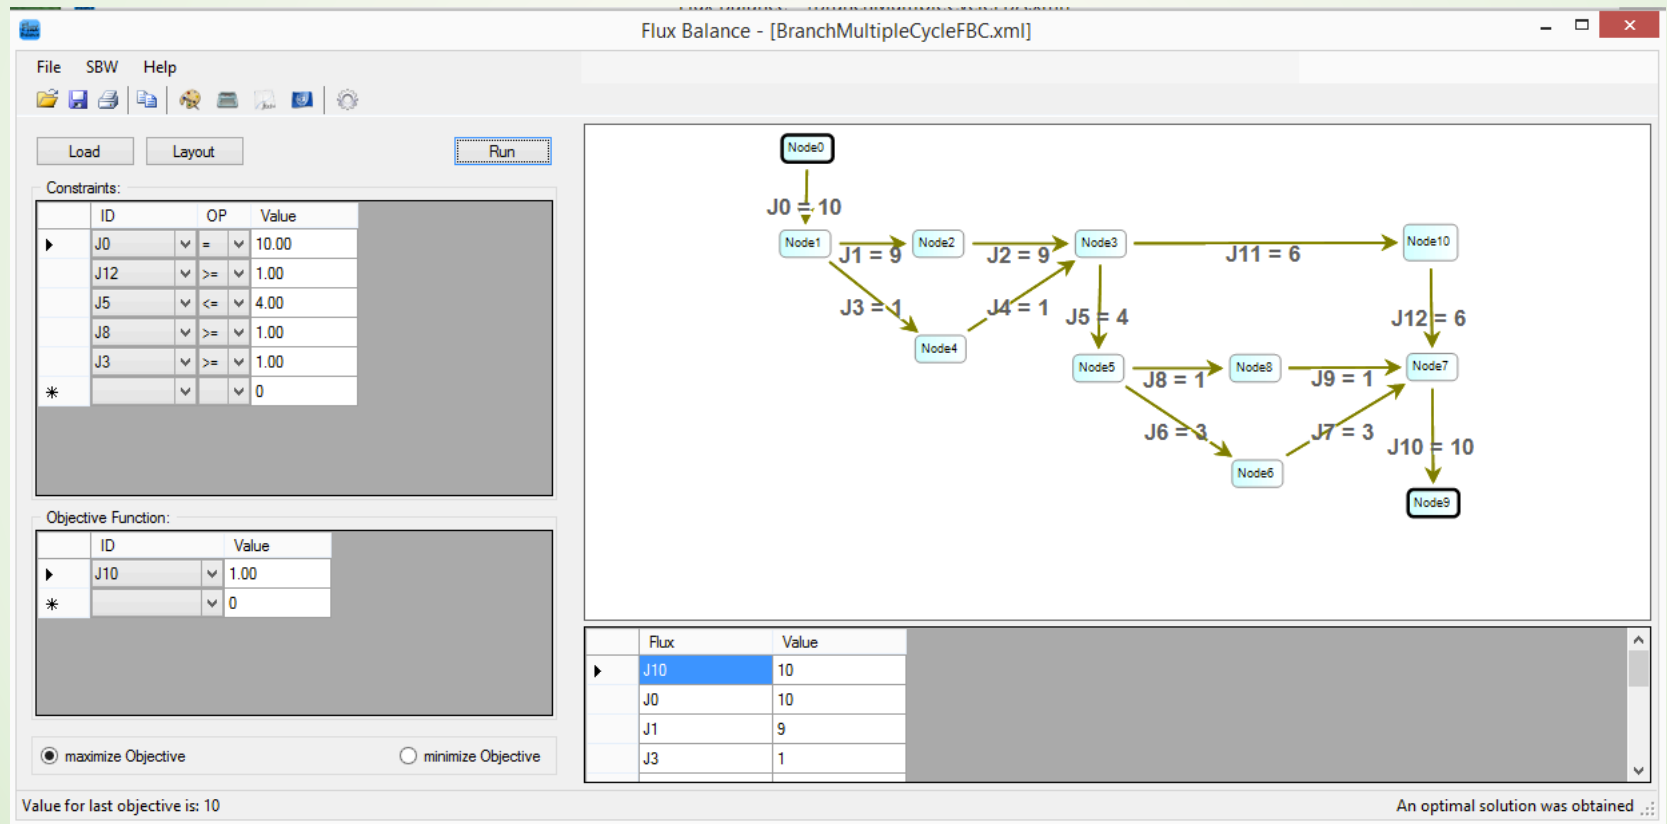 Flux Balance - [BranchMultipleCycleFBC.xml]
File SBW Help
Load Layout Run
Constraints:
ID OP Value
J0 = 10.00
J12 >= 1.00
J5 <= 4.00
J8 >= 1.00
J3 >= 1.00
* 0
Objective Function:
ID Value
J10 1.00
* 0
maximize Objective minimize Objective
Node0
J0 = 10
Node1 Node2 Node3 Node10
J1 = 9 J2 = 9 J11 = 6
J3 = 1 J4 = 1 J5 = 4 J12 = 6
Node4
Node5 Node8 Node7
J8 = 1 J9 = 1
J6 = 3 J7 = 3 J10 = 10
Node6
Node9
Flux Value
J10 10
J0 10
J1 9
J3 1
Value for last objective is: 10 An optimal solution was obtained